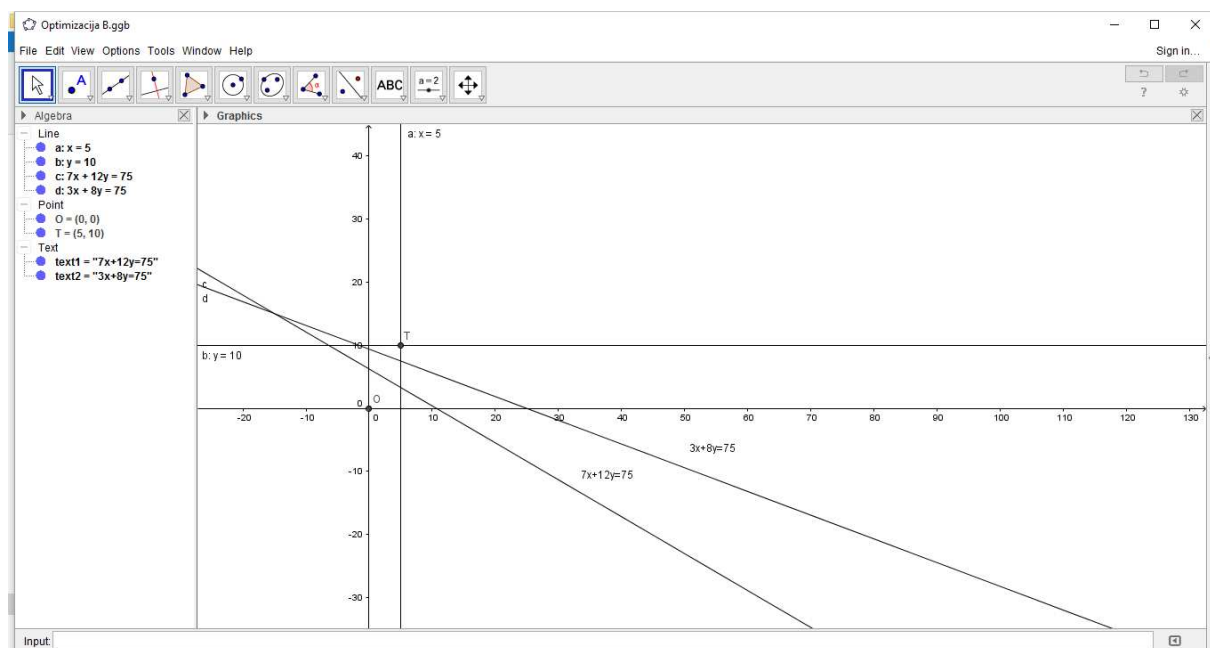 Optimizacija B.ggb
File Edit View Options Tools Window Help
Sign in...
A
α
ABC
a = 2
?
Algebra
Graphics
Line
a: x = 5
b: y = 10
c: 7x + 12y = 75
d: 3x + 8y = 75
Point
O = (0, 0)
T = (5, 10)
Text
text1 = "7x+12y=75"
text2 = "3x+8y=75"
a: x = 5
40
30
20
c
d
T
10
b: y = 10
0 O
-20 -10 0 10 20 30 40 50 60 70 80 90 100 110 120 130
3x+8y=75
-10
7x+12y=75
-20
-30
Input: